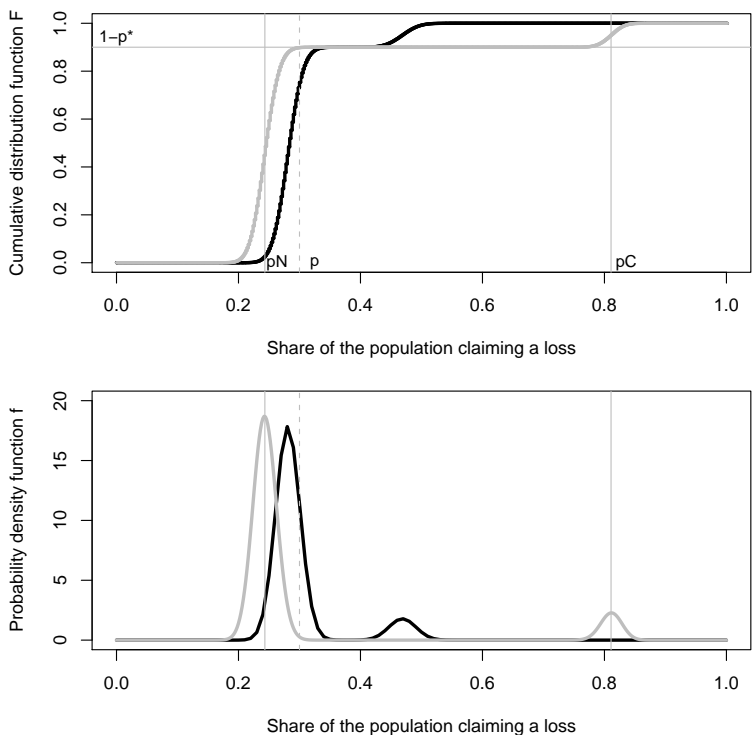 Cumulative distribution function F
1.0
0.8
0.6
0.4
0.2
0.0
1−p*
pN
p
pC
0.0 0.2 0.4 0.6 0.8 1.0
Share of the population claiming a loss
Probability density function f
20
15
10
5
0
0.0 0.2 0.4 0.6 0.8 1.0
Share of the population claiming a loss